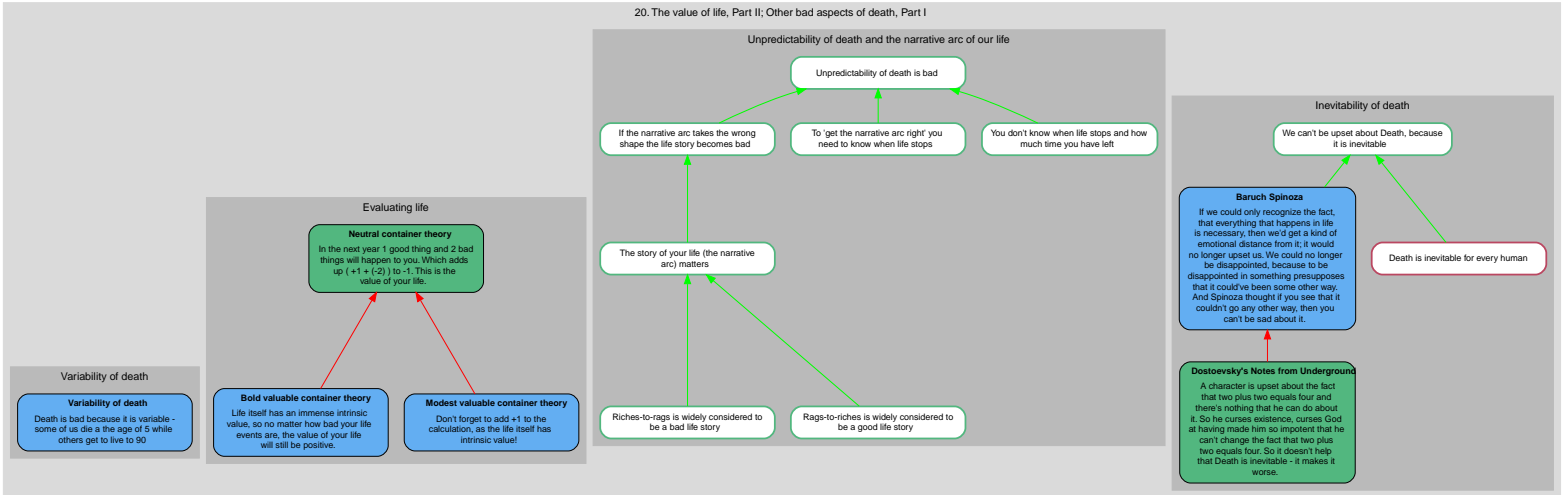 20. The value of life, Part II; Other bad aspects of death, Part I
Unpredictability of death and the narrative arc of our life
Unpredictability of death is bad
If the narrative arc takes the wrong
shape the life story becomes bad
To 'get the narrative arc right' you
need to know when life stops
You don't know when life stops and how
much time you have left
The story of your life (the narrative
arc) matters
Riches-to-rags is widely considered to
be a bad life story
Rags-to-riches is widely considered to
be a good life story
Inevitability of death
We can't be upset about Death, because
it is inevitable
Baruch Spinoza
If we could only recognize the fact,
that everything that happens in life
is necessary, then we'd get a kind of
emotional distance from it; it would
no longer upset us. We could no longer
be disappointed, because to be
disappointed in something presupposes
that it could've been some other way.
And Spinoza thought if you see that it
couldn't go any other way, then you
can't be sad about it.
Death is inevitable for every human
Dostoevsky's Notes from Underground
A character is upset about the fact
that two plus two equals four and
there's nothing that he can do about
it. So he curses existence, curses God
at having made him so impotent that he
can't change the fact that two plus
two equals four. So it doesn't help
that Death is inevitable - it makes it
worse.
Evaluating life
Neutral container theory
In the next year 1 good thing and 2 bad
things will happen to you. Which adds
up ( +1 + (-2) ) to -1. This is the
value of your life.
Bold valuable container theory
Life itself has an immense intrinsic
value, so no matter how bad your life
events are, the value of your life
will still be positive.
Modest valuable container theory
Don't forget to add +1 to the
calculation, as the life itself has
intrinsic value!
Variability of death
Variability of death
Death is bad because it is variable -
some of us die a the age of 5 while
others get to live to 90